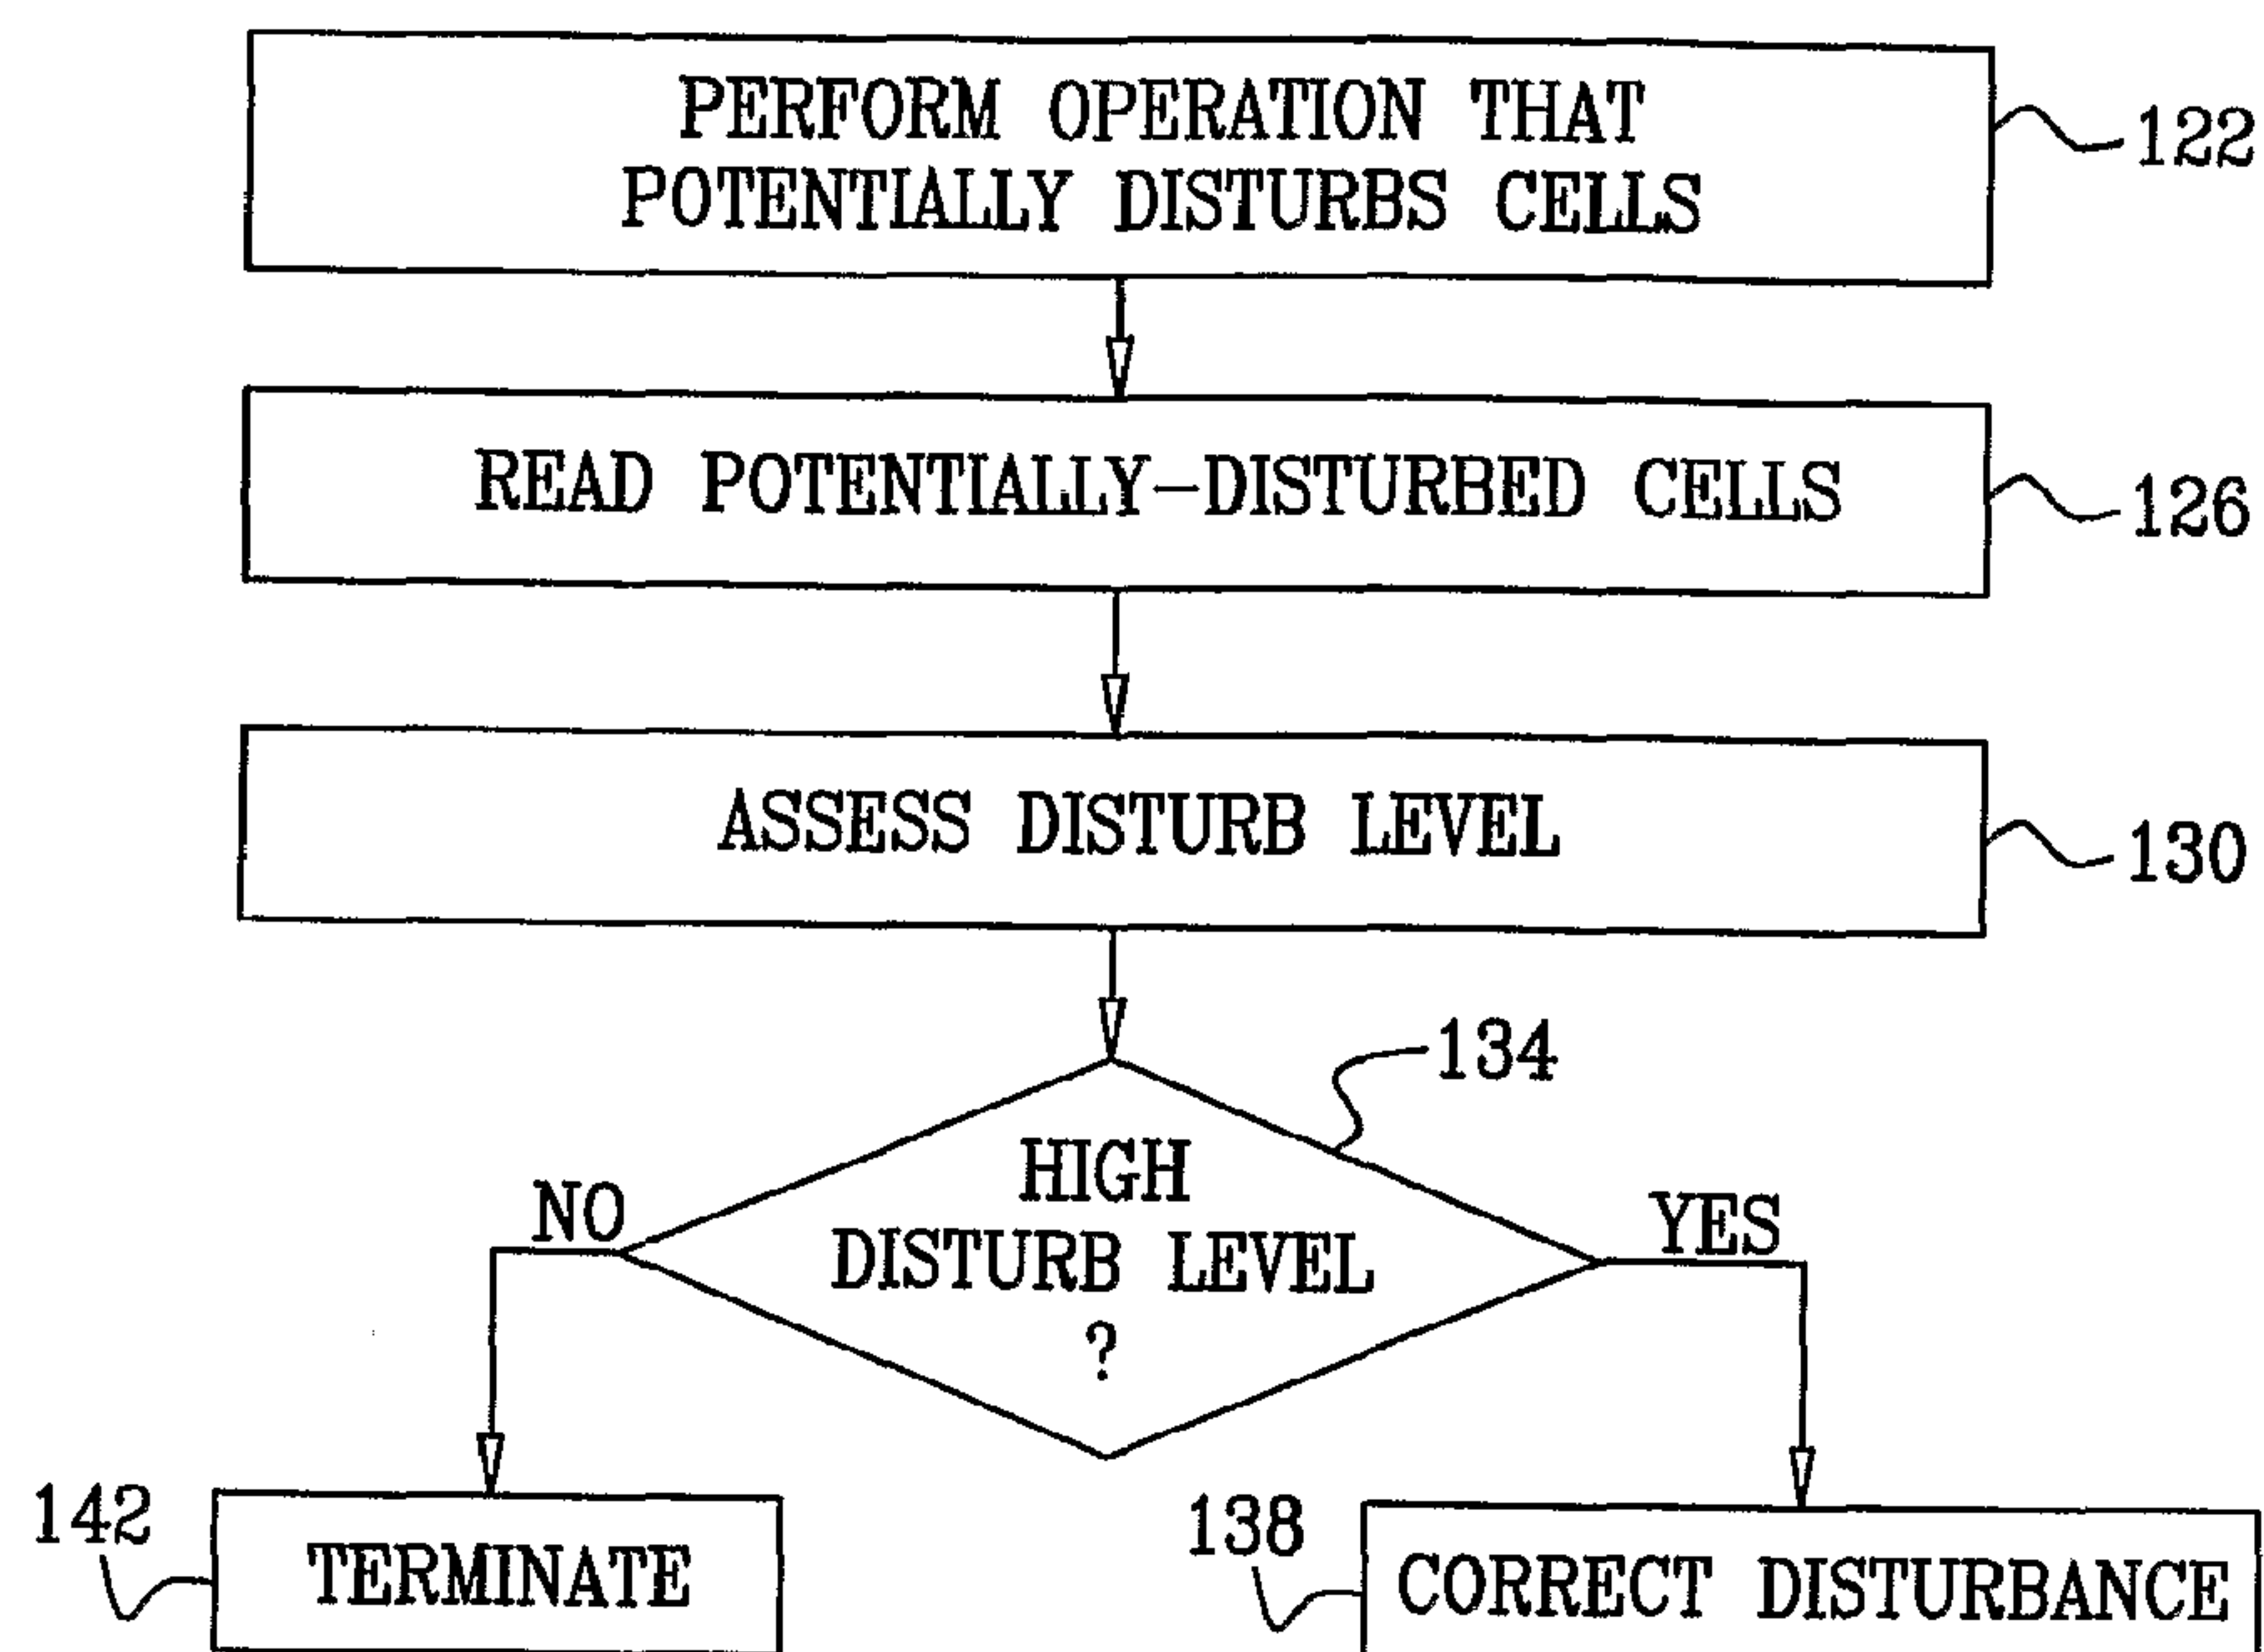 PERFORM OPERATION THAT
POTENTIALLY DISTURBS CELLS
122
READ POTENTIALLY-DISTURBED CELLS
126
ASSESS DISTURB LEVEL
130
134
HIGH
DISTURB LEVEL
?
NO
YES
142
TERMINATE
138
CORRECT DISTURBANCE